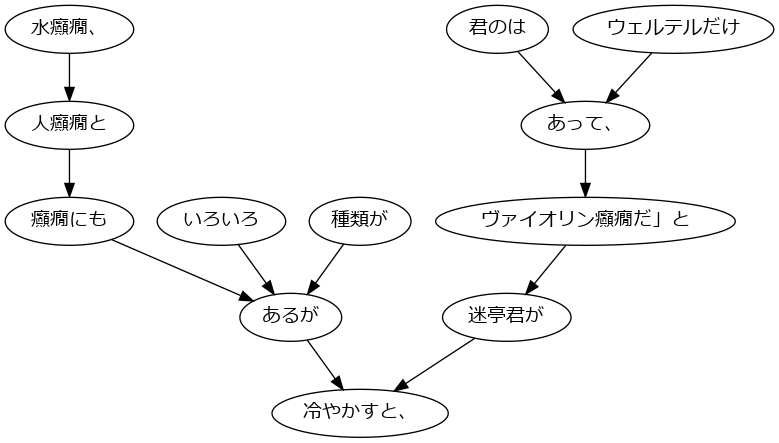 水癲癇、
君のは
ウェルテルだけ
人癲癇と
あって、
癲癇にも
いろいろ
種類が
ヴァイオリン癲癇だ」と
あるが
迷亭君が
冷やかすと、